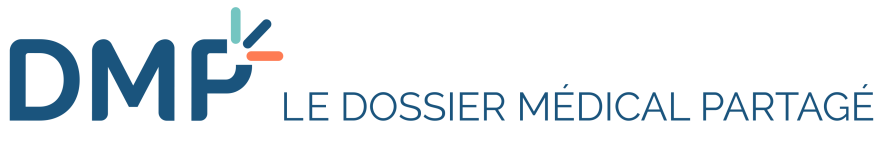 DMP LE DOSSIER MÉDICAL PARTAGÉ